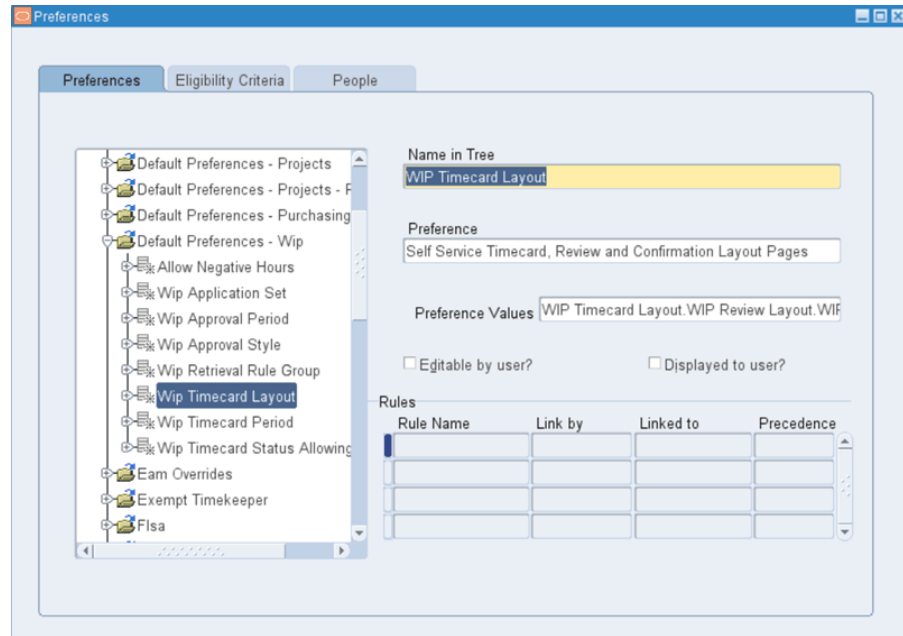 Preferences
Preferences
Eligibility Criteria
People
Default Preferences - Projects
Default Preferences - Projects - F
Default Preferences - Purchasing
Default Preferences - Wip
Allow Negative Hours
Wip Application Set
Wip Approval Period
Wip Approval Style
Wip Retrieval Rule Group
Wip Timecard Layout
Wip Timecard Period
Wip Timecard Status Allowing
Eam Overrides
Exempt Timekeeper
Flsa
Name in Tree
WIP Timecard Layout
Preference
Self Service Timecard, Review and Confirmation Layout Pages
Preference Values WIP Timecard Layout.WIP Review Layout.WIF
Editable by user?
Displayed to user?
Rules
Rule Name Link by Linked to Precedence